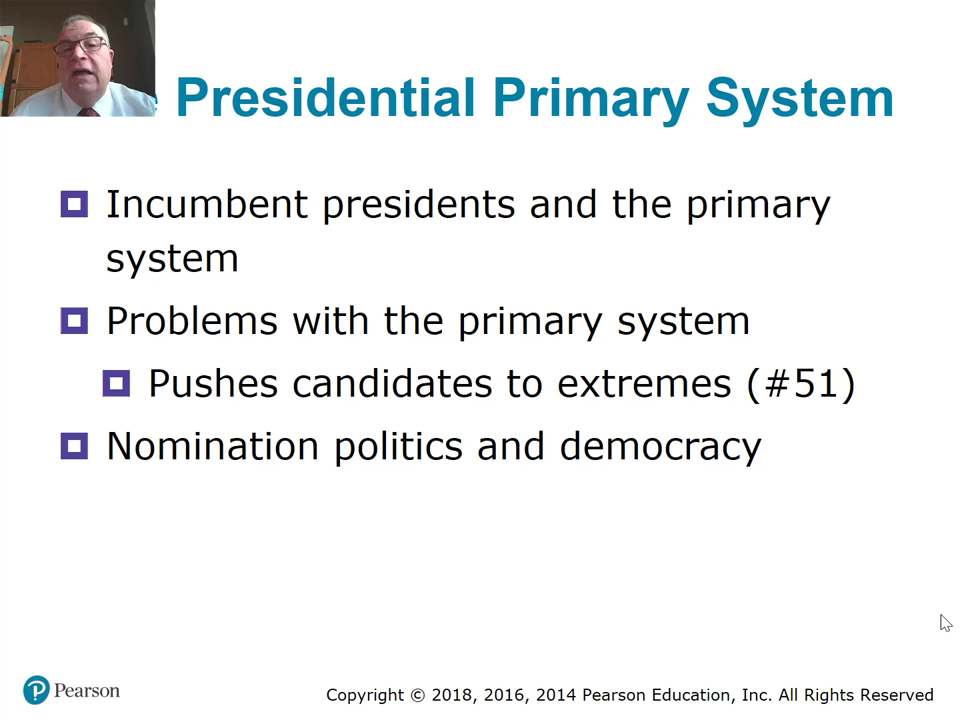 Presidential Primary System
Incumbent presidents and the primary
system
Problems with the primary system
Pushes candidates to extremes (#51)
Nomination politics and democracy
Pearson
Copyright © 2018, 2016, 2014 Pearson Education, Inc. All Rights Reserved